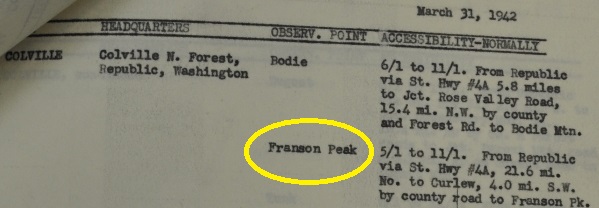 March 31, 1942
HEADQUARTERS OBSERV. POINT ACCESSIBILITY-NORMALLY
COLVILLE Colville N. Forest, Bodie 6/1 to 11/1. From Republic
Republic, Washington via St. Hwy #4A 5.8 miles
to Jct. Rose Valley Road,
15.4 mi. N.W. by county
and Forest Rd. to Bodie Mtn.
Franson Peak 5/1 to 11/1. From Republic
via St. Hwy #4A, 21.6 mi.
No. to Curlew, 4.0 mi. S.W.
by county road to Franson Pk.